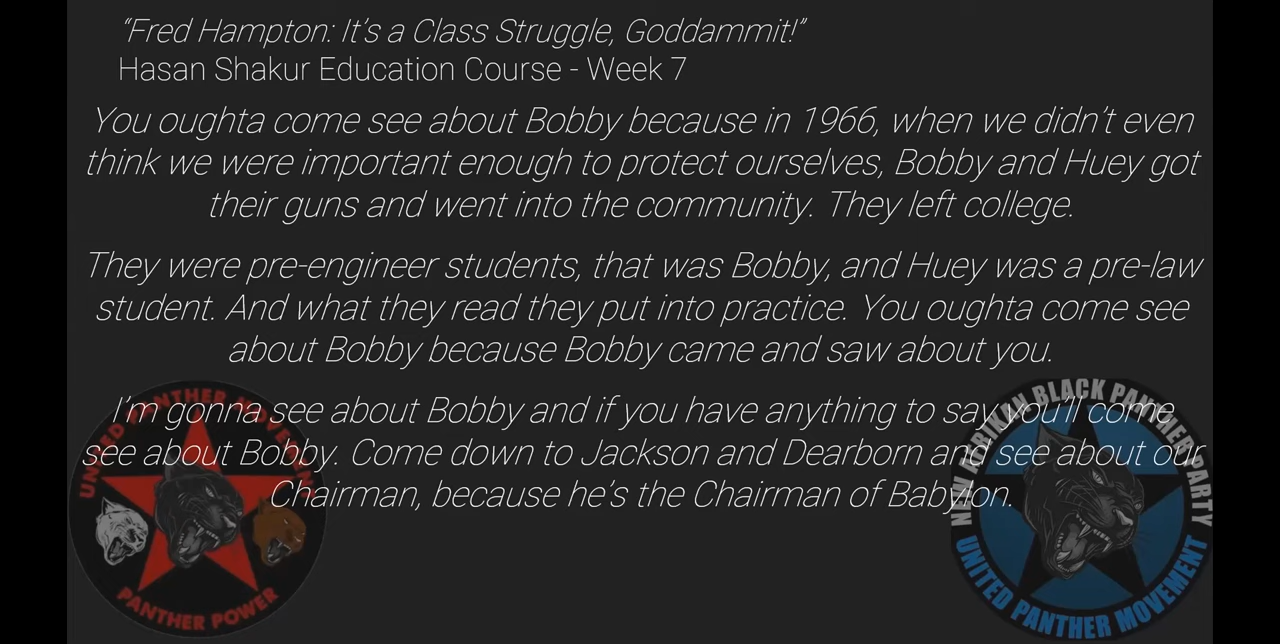 “Fred Hampton: It’s a Class Struggle, Goddammit!”
Hasan Shakur Education Course - Week 7
You oughta come see about Bobby because in 1966, when we didn’t even
think we were important enough to protect ourselves, Bobby and Huey got
their guns and went into the community. They left college.
They were pre-engineer students, that was Bobby, and Huey was a pre-law
student. And what they read they put into practice. You oughta come see
about Bobby because Bobby came and saw about you.
I’m gonna see about Bobby and if you have anything to say you’ll come
see about Bobby. Come down to Jackson and Dearborn and see about our
Chairman, because he’s the Chairman of Babylon.
UNITED PANTHER MOVEMENT
PANTHER POWER
NEW AFRIKAN BLACK PANTHER PARTY
UNITED PANTHER MOVEMENT